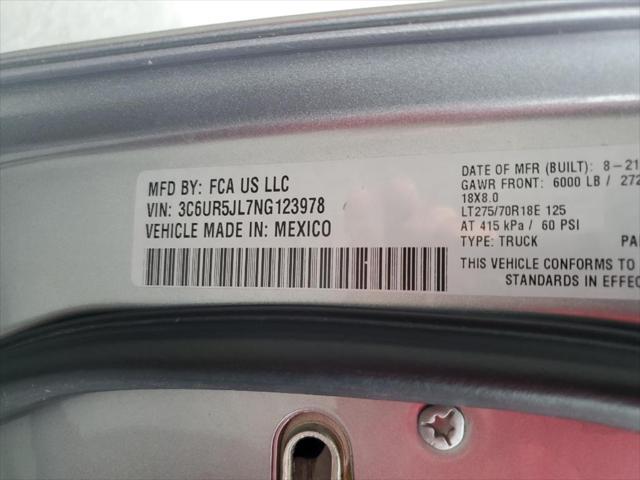 MFD BY: FCA US LLC
VIN: 3C6UR5JL7NG123978
VEHICLE MADE IN: MEXICO
DATE OF MFR (BUILT): 8-21
GAWR FRONT: 6000 LB / 272
18X8.0
LT275/70R18E 125
AT 415 kPa / 60 PSI
TYPE: TRUCK PA
THIS VEHICLE CONFORMS TO
STANDARDS IN EFFEC